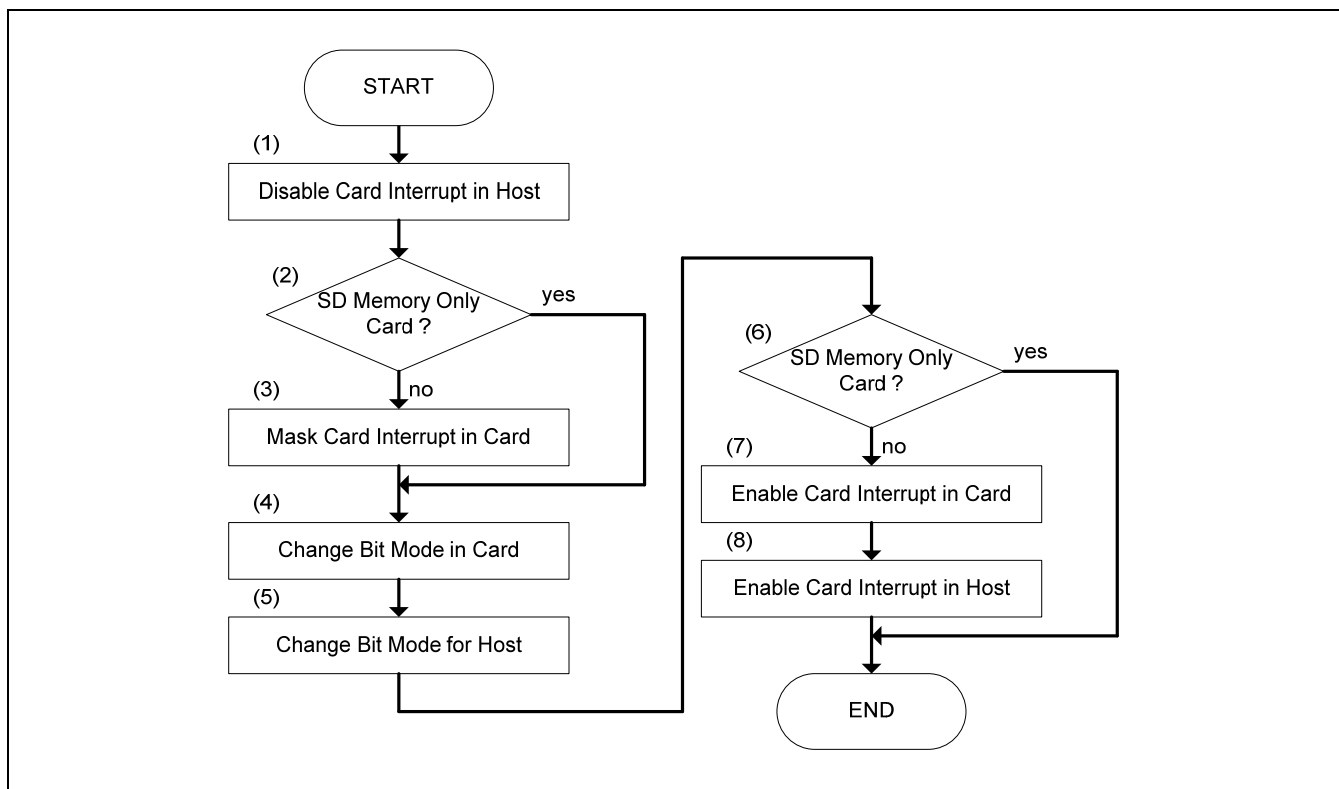 START
(1)
Disable Card Interrupt in Host
(2)
SD Memory Only
Card ?
yes
no
(3)
Mask Card Interrupt in Card
(4)
Change Bit Mode in Card
(5)
Change Bit Mode for Host
(6)
SD Memory Only
Card ?
yes
no
(7)
Enable Card Interrupt in Card
(8)
Enable Card Interrupt in Host
END